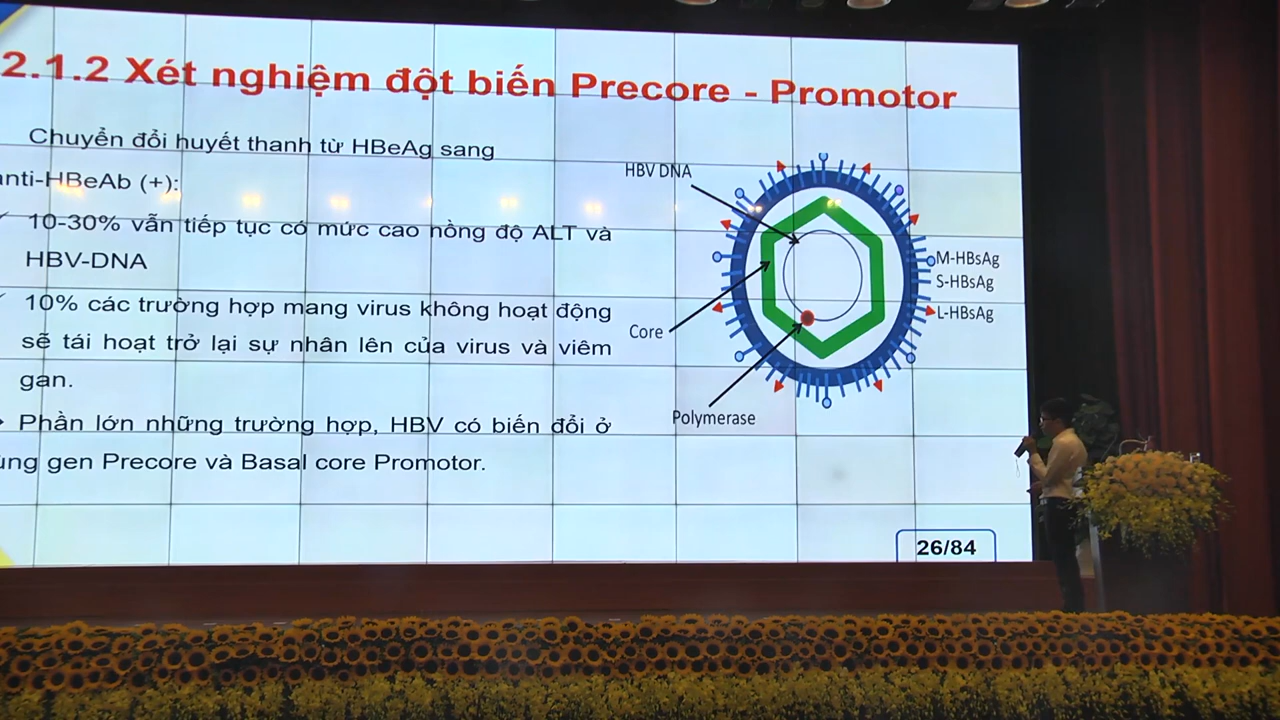 2.1.2 Xét nghiệm đột biến Precore - Promotor
Chuyển đổi huyết thanh từ HBeAg sang
anti-HBeAb (+):
10-30% vẫn tiếp tục có mức cao nồng độ ALT và
HBV-DNA
10% các trường hợp mang virus không hoạt động
sẽ tái hoạt trở lại sự nhân lên của virus và viêm
gan.
Phần lớn những trường hợp, HBV có biến đổi ở
gen Precore và Basal core Promotor.
HBV DNA
M-HBsAg
S-HBsAg
L-HBsAg
Core
Polymerase
26/84